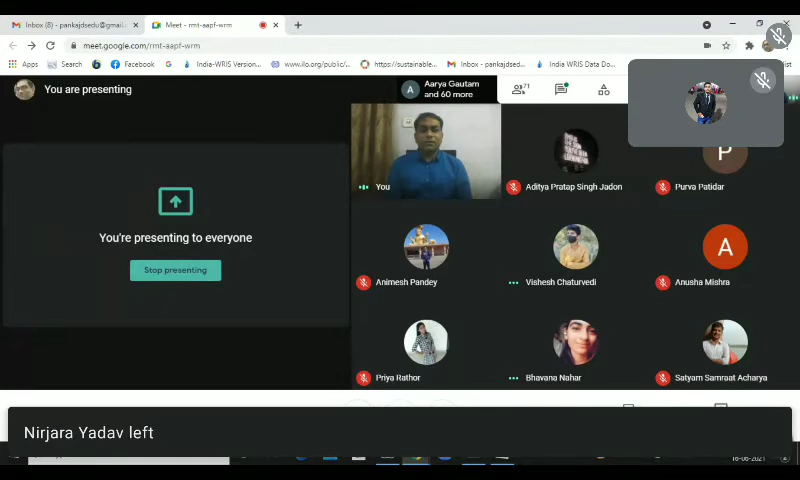 Inbox (8) - pankajdsedu@gmail.
Meet - rmt-aapf-wrm
meet.google.com/rmt-aapf-wrm
Apps
Search
Facebook
India-WRIS Version...
www.ilo.org/public/...
https://sustainable...
Inbox - pankajdsed...
India WRIS Data Do...
You are presenting
A
Aarya Gautam
and 60 more
71
You
Aditya Pratap Singh Jadon
P
Purva Patidar
You're presenting to everyone
Stop presenting
Animesh Pandey
Vishesh Chaturvedi
A
Anusha Mishra
Priya Rathor
Bhavana Nahar
Satyam Samraat Acharya
Nirjara Yadav left
16-06-2021